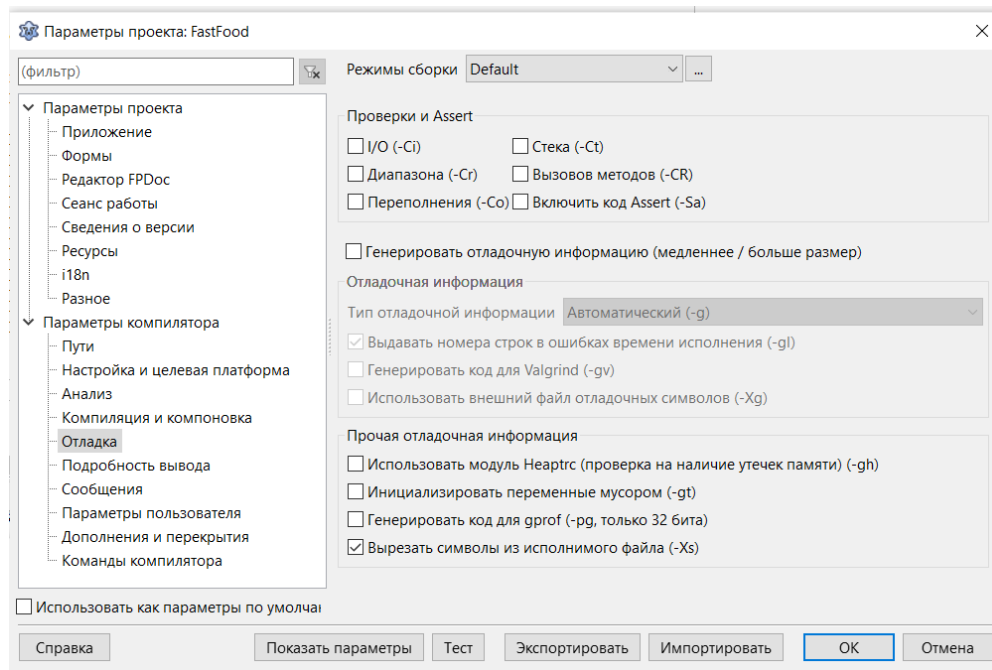 Параметры проекта: FastFood
(фильтр)
Режимы сборки Default ...
Параметры проекта
Приложение
Формы
Редактор FPDoc
Сеанс работы
Сведения о версии
Ресурсы
i18n
Разное
Параметры компилятора
Пути
Настройка и целевая платформа
Анализ
Компиляция и компоновка
Отладка
Подробность вывода
Сообщения
Параметры пользователя
Дополнения и перекрытия
Команды компилятора
Проверки и Assert
I/O (-Ci) Стека (-Ct)
Диапазона (-Cr) Вызовов методов (-CR)
Переполнения (-Co) Включить код Assert (-Sa)
Генерировать отладочную информацию (медленнее / больше размер)
Отладочная информация
Тип отладочной информации Автоматический (-g)
Выдавать номера строк в ошибках времени исполнения (-gl)
Генерировать код для Valgrind (-gv)
Использовать внешний файл отладочных символов (-Xg)
Прочая отладочная информация
Использовать модуль Heaptrc (проверка на наличие утечек памяти) (-gh)
Инициализировать переменные мусором (-gt)
Генерировать код для gprof (-pg, только 32 бита)
Вырезать символы из исполнимого файла (-Xs)
Использовать как параметры по умолчан
Справка Показать параметры Тест Экспортировать Импортировать ОК Отмена